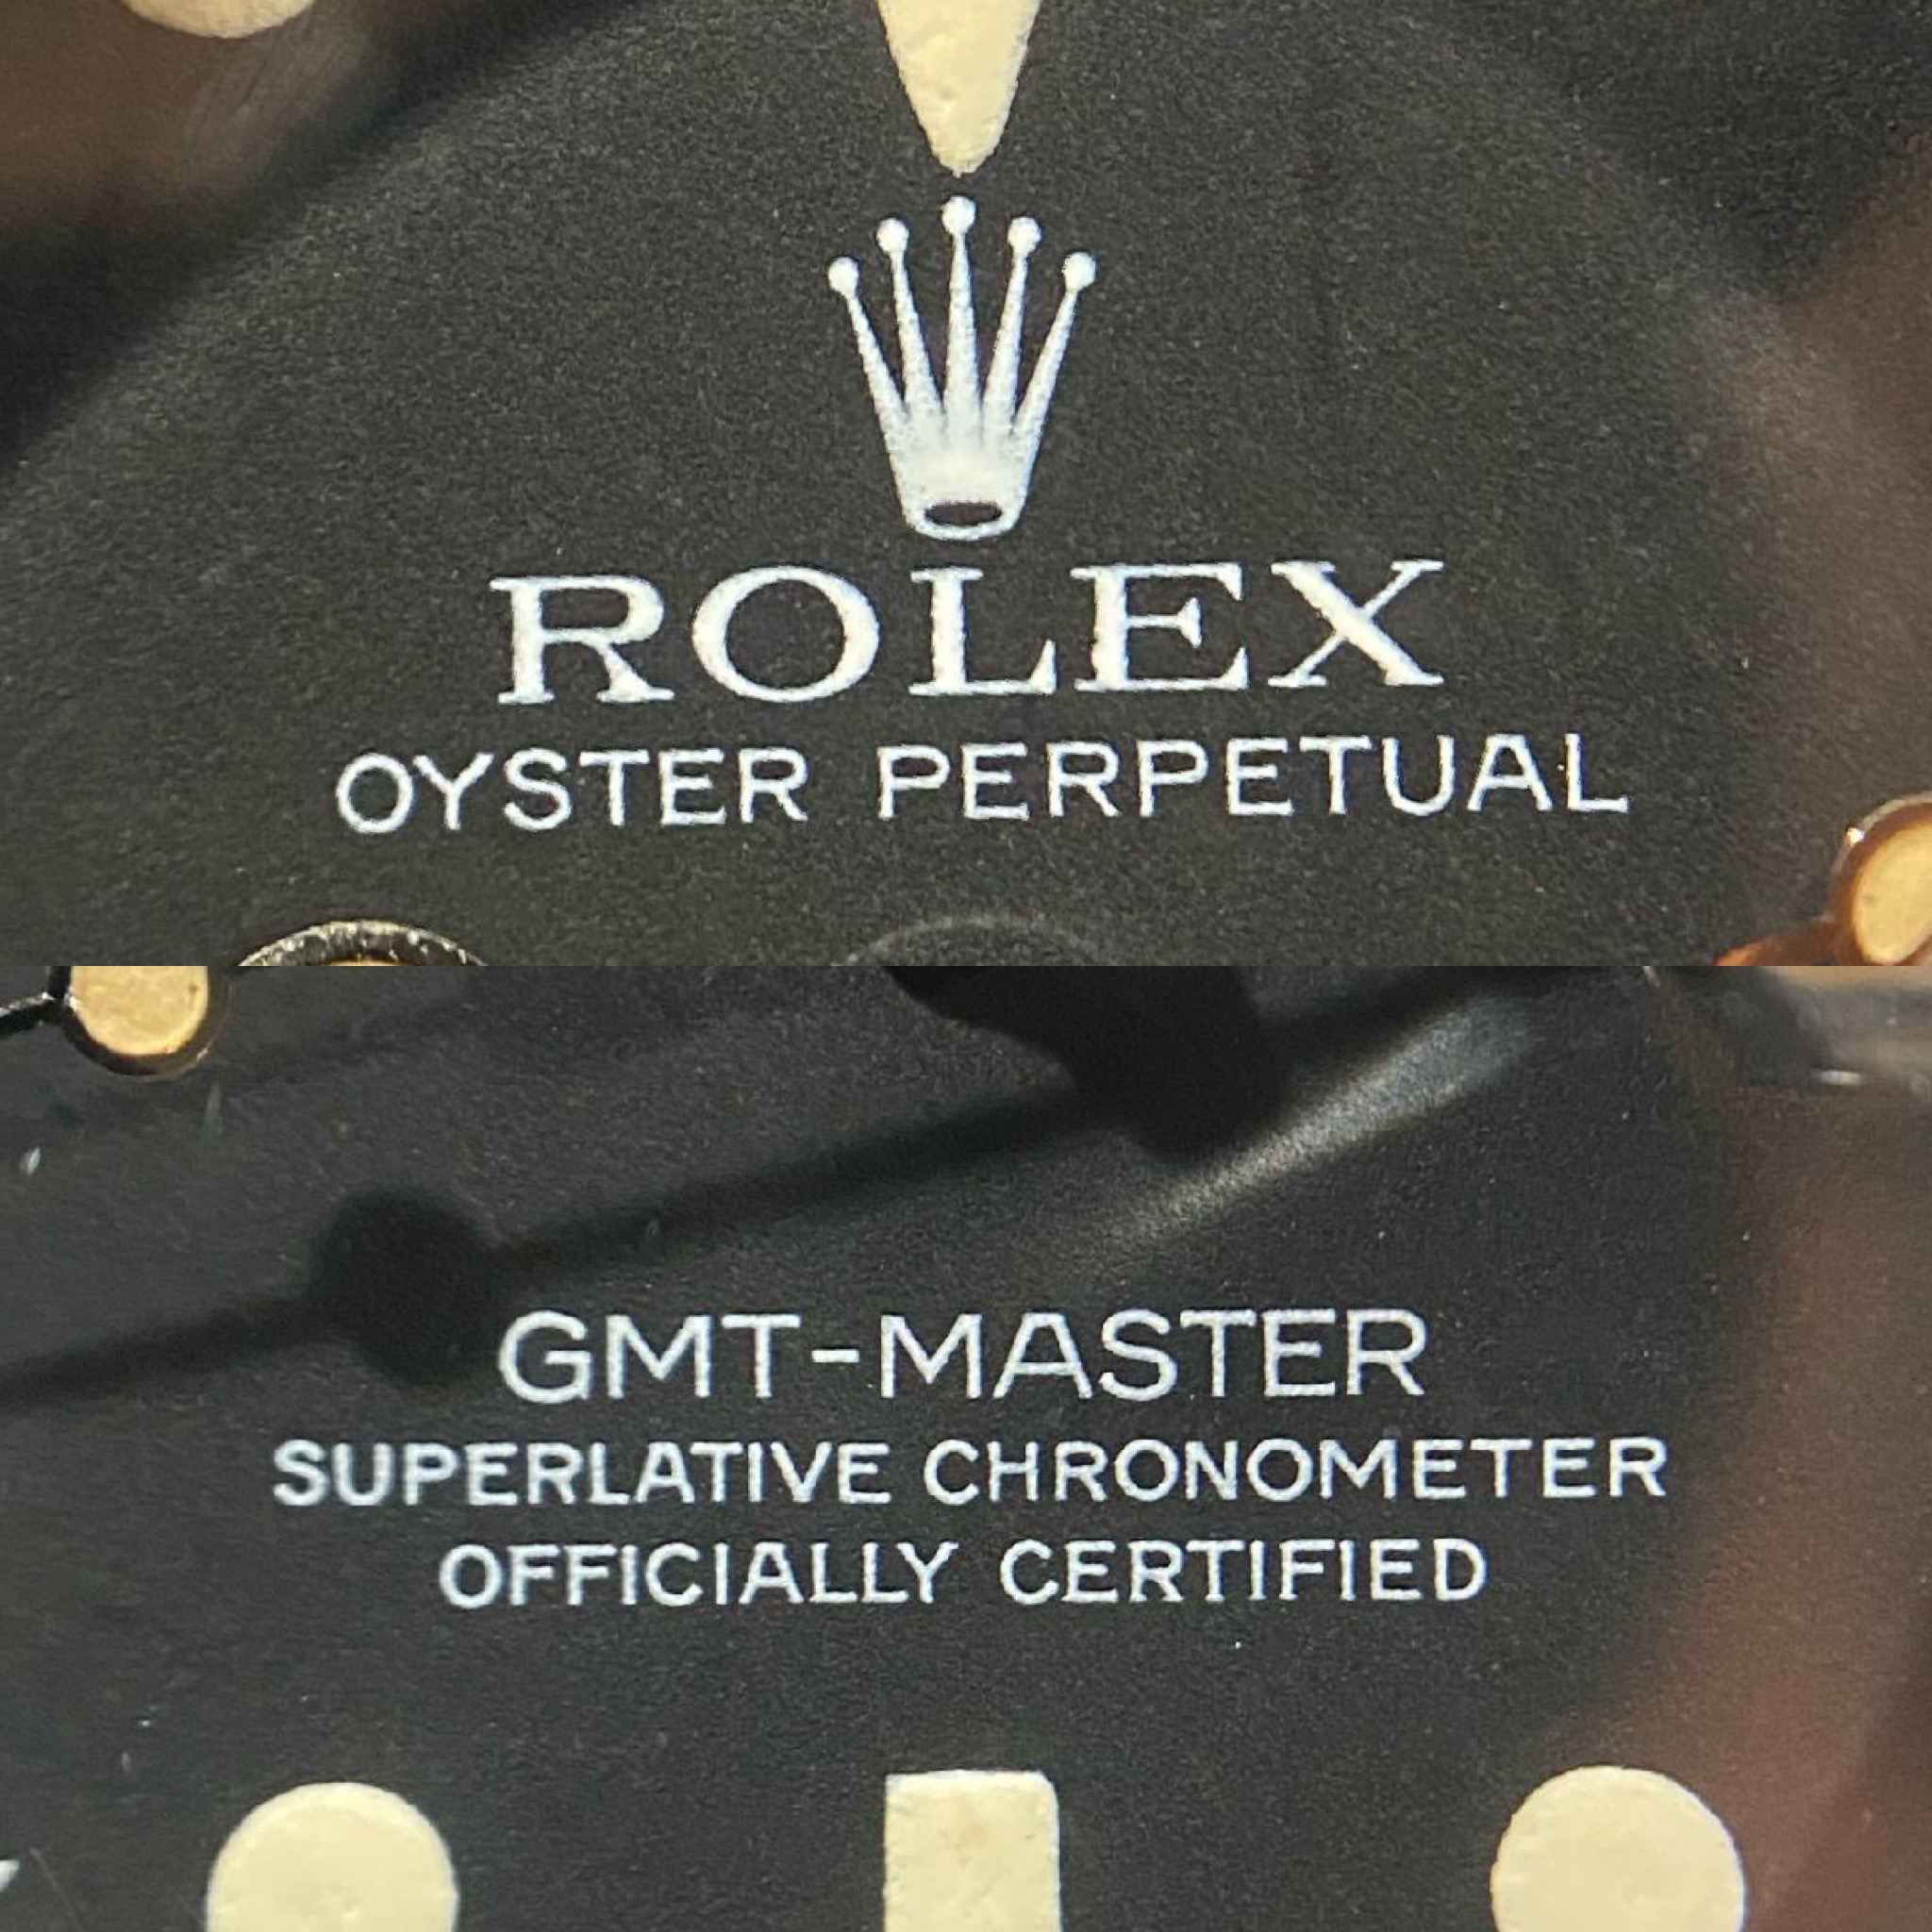 ROLEX
OYSTER PERPETUAL
GMT-MASTER
SUPERLATIVE CHRONOMETER
OFFICIALLY CERTIFIED